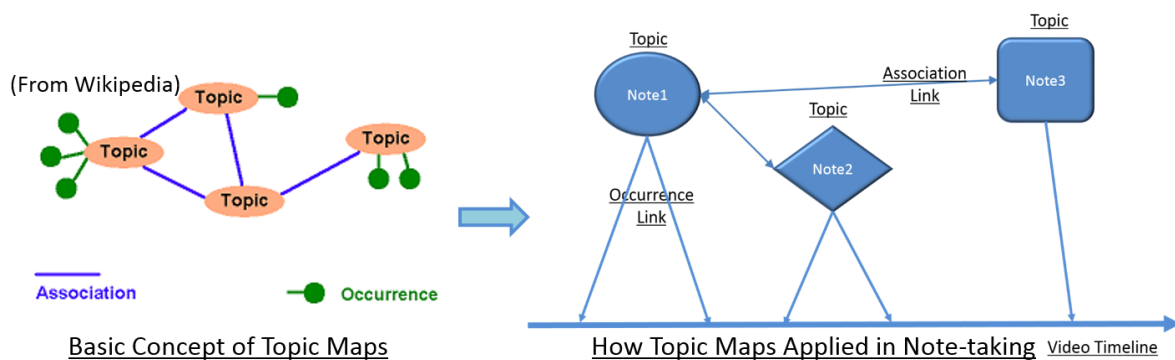 (From Wikipedia)
Topic
Topic
Topic
Topic
Association
Occurrence
Basic Concept of Topic Maps
Topic
Note1
Association
Link
Topic
Note3
Topic
Note2
Occurrence
Link
How Topic Maps Applied in Note-taking
Video Timeline